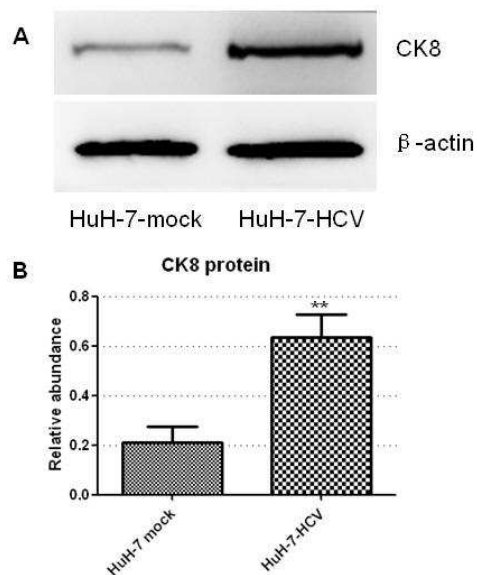 A
CK8
β-actin
HuH-7-mock HuH-7-HCV
B
CK8 protein
Relative abundance
0.8
0.6
0.4
0.2
0.0
**
HuH-7 mock
HuH-7-HCV